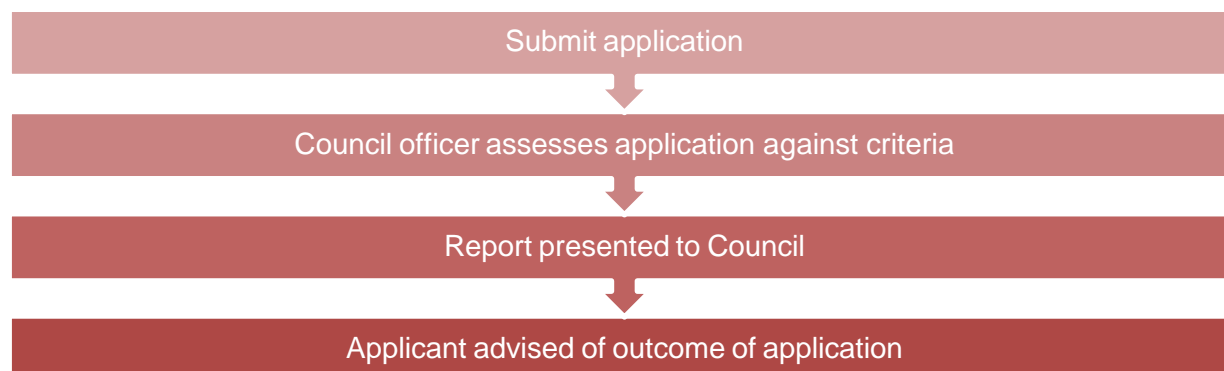 Submit application
Council officer assesses application against criteria
Report presented to Council
Applicant advised of outcome of application